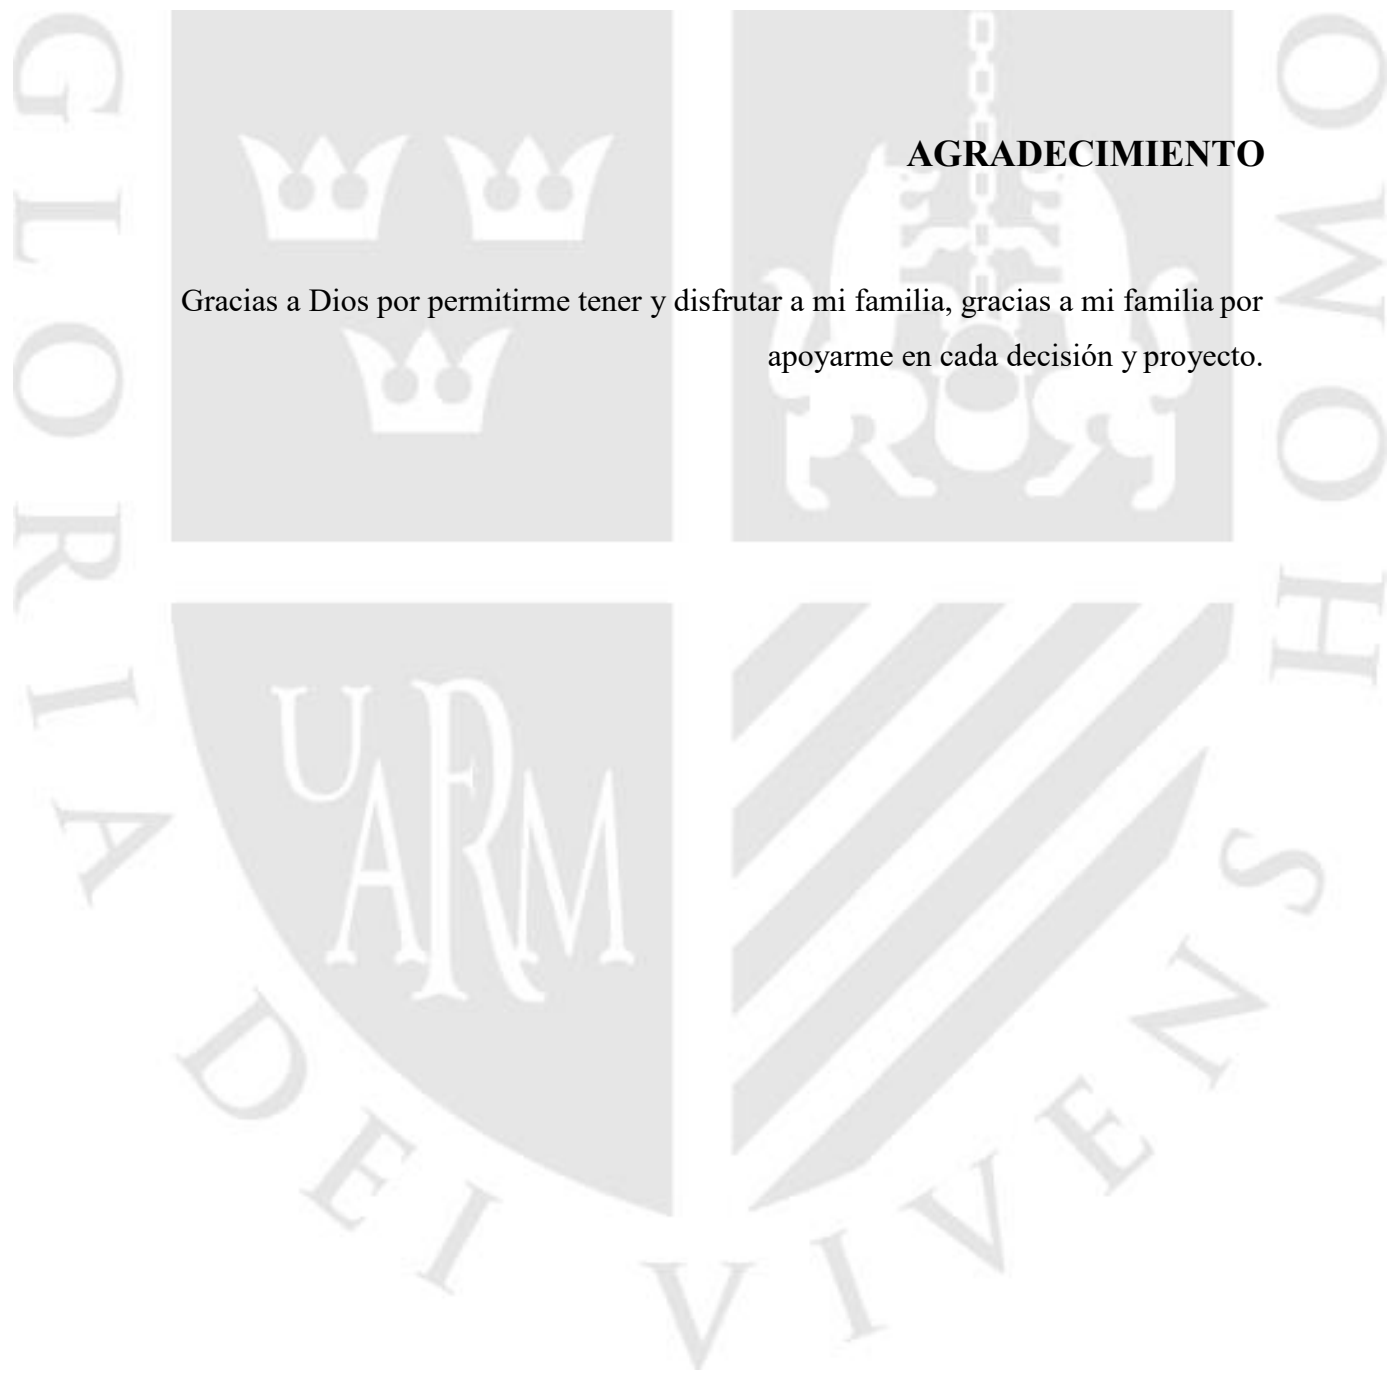 AGRADECIMIENTO
Gracias a Dios por permitirme tener y disfrutar a mi familia, gracias a mi familia por
apoyarme en cada decisión y proyecto.
GLORIA DEI VIVENS HOMO
UARM